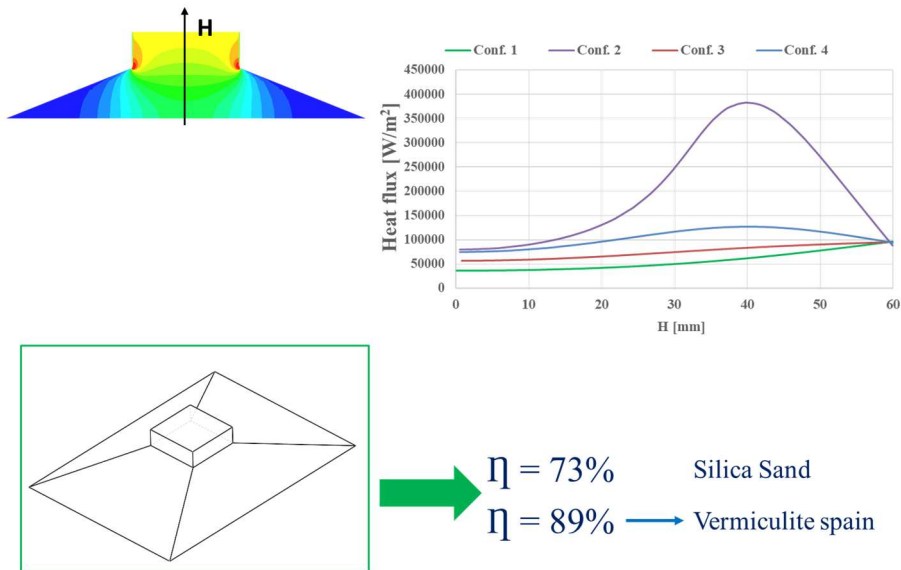 H
Conf. 1 Conf. 2 Conf. 3 Conf. 4
Heat flux [W/m²]
450000
400000
350000
300000
250000
200000
150000
100000
50000
0
0 10 20 30 40 50 60
H [mm]
Ƞ = 73% Silica Sand
Ƞ = 89% Vermiculite spain